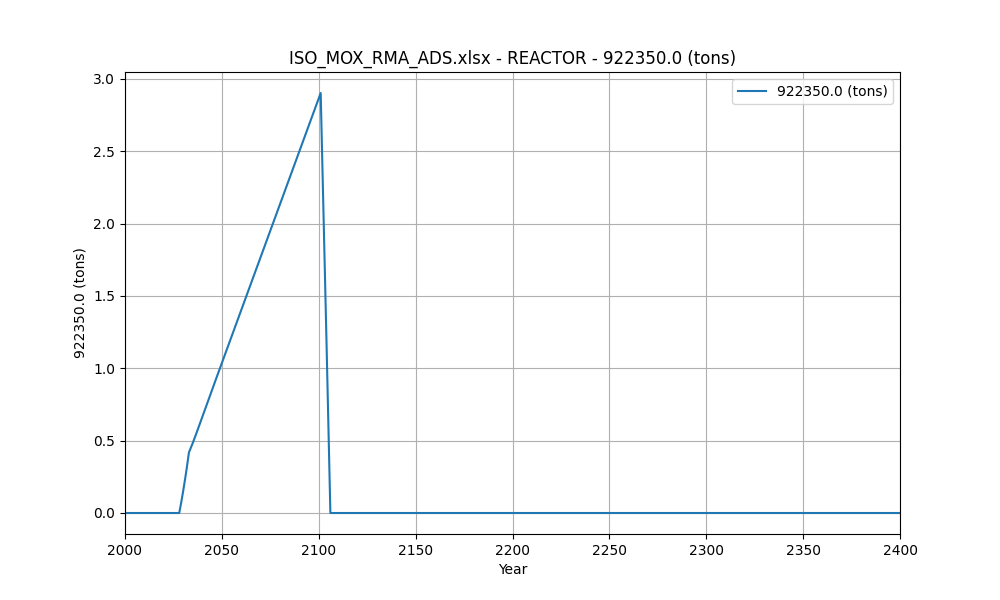 ISO_MOX_RMA_ADS.xlsx - REACTOR - 922350.0 (tons)
922350.0 (tons)
922350.0 (tons)
3.0
2.5
2.0
1.5
1.0
0.5
0.0
2000 2050 2100 2150 2200 2250 2300 2350 2400
Year